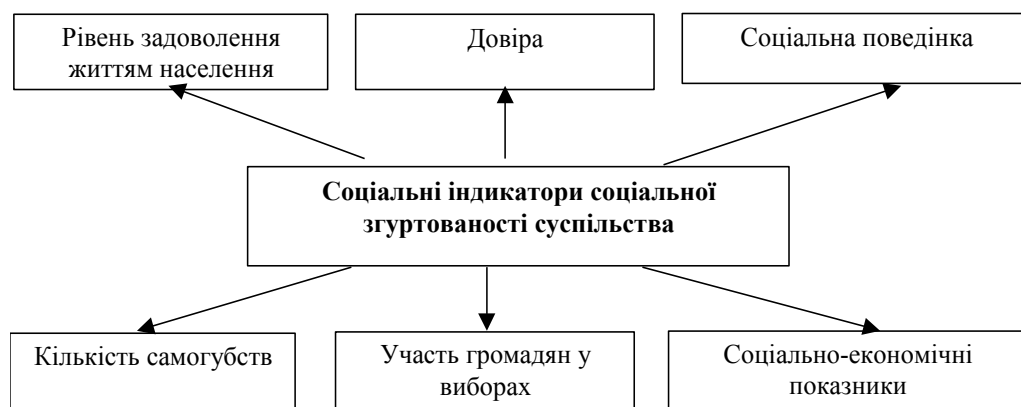 Рівень задоволення
життям населення
Довіра
Соціальна поведінка
Соціальні індикатори соціальної
згуртованості суспільства
Кількість самогубств
Участь громадян у
виборах
Соціально-економічні
показники